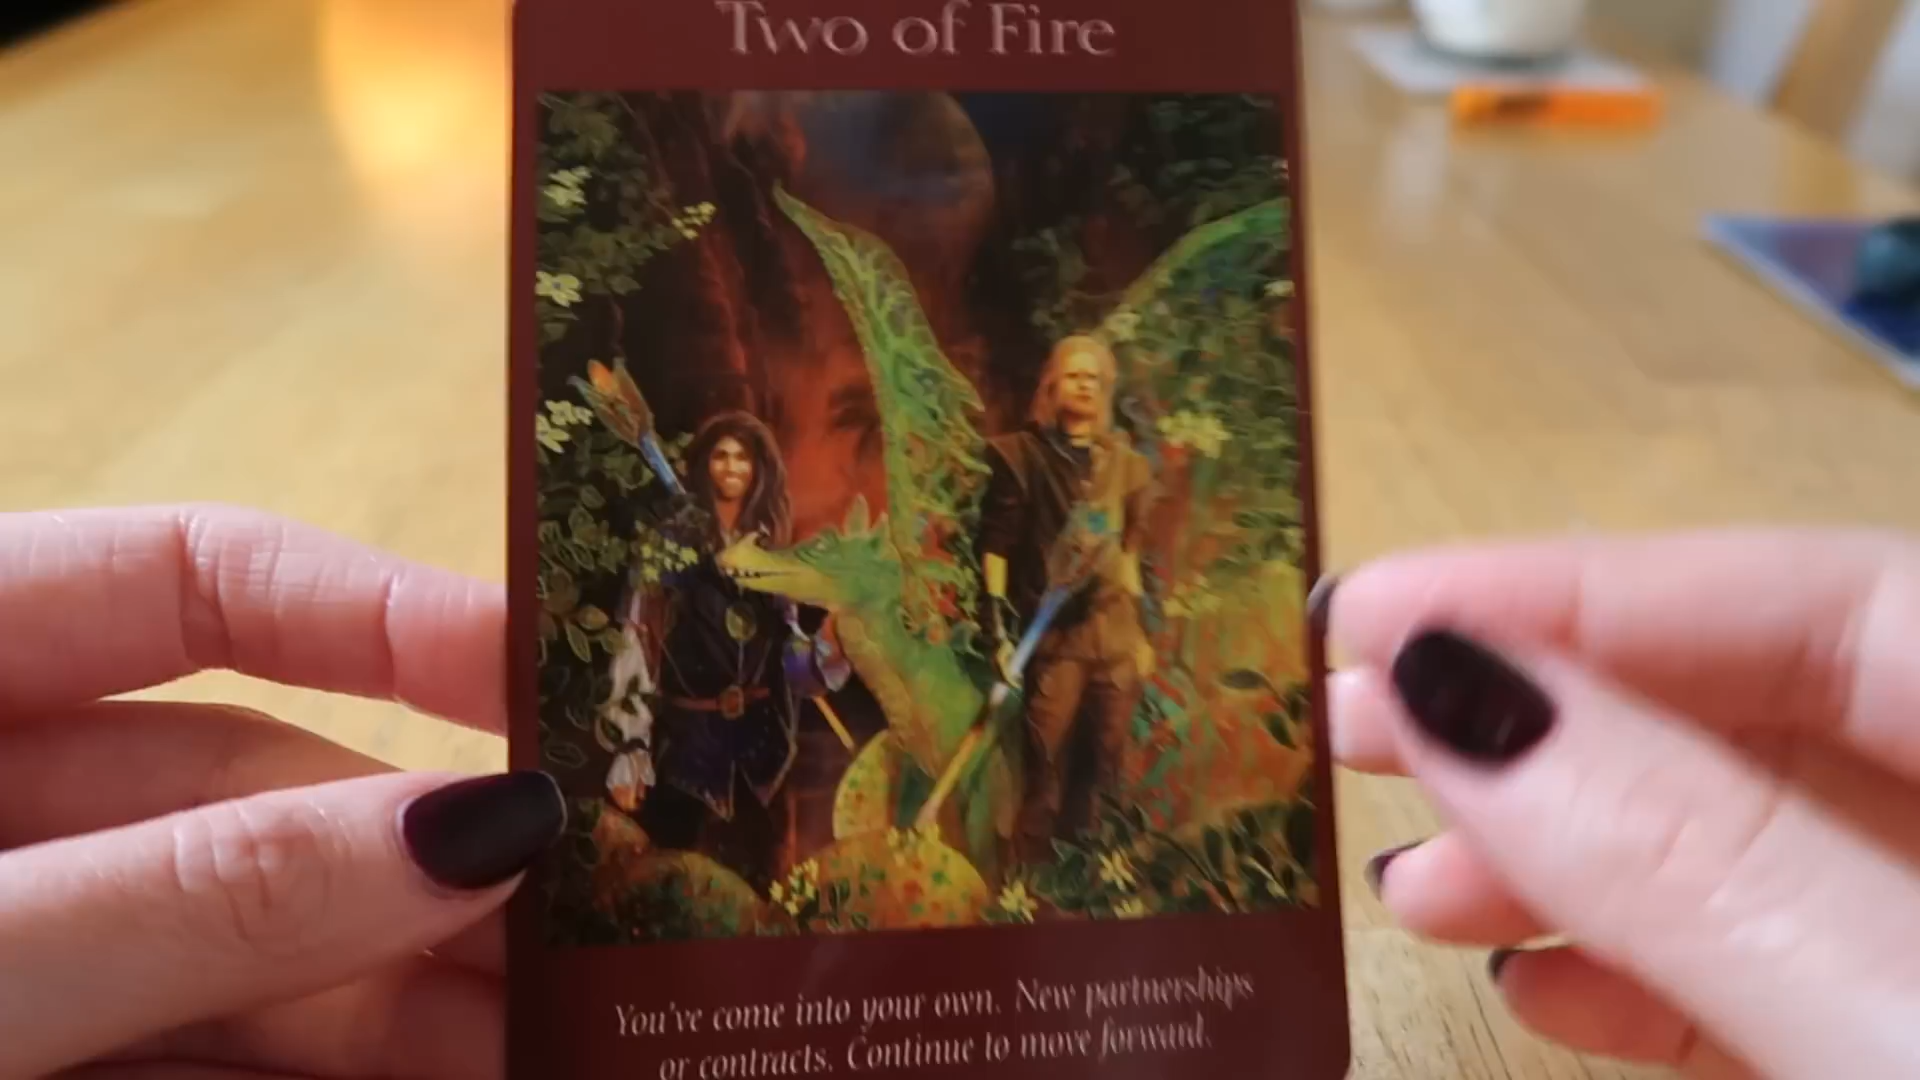 Two of Fire
You've come into your own. New partnerships
or contracts. Continue to move forward.